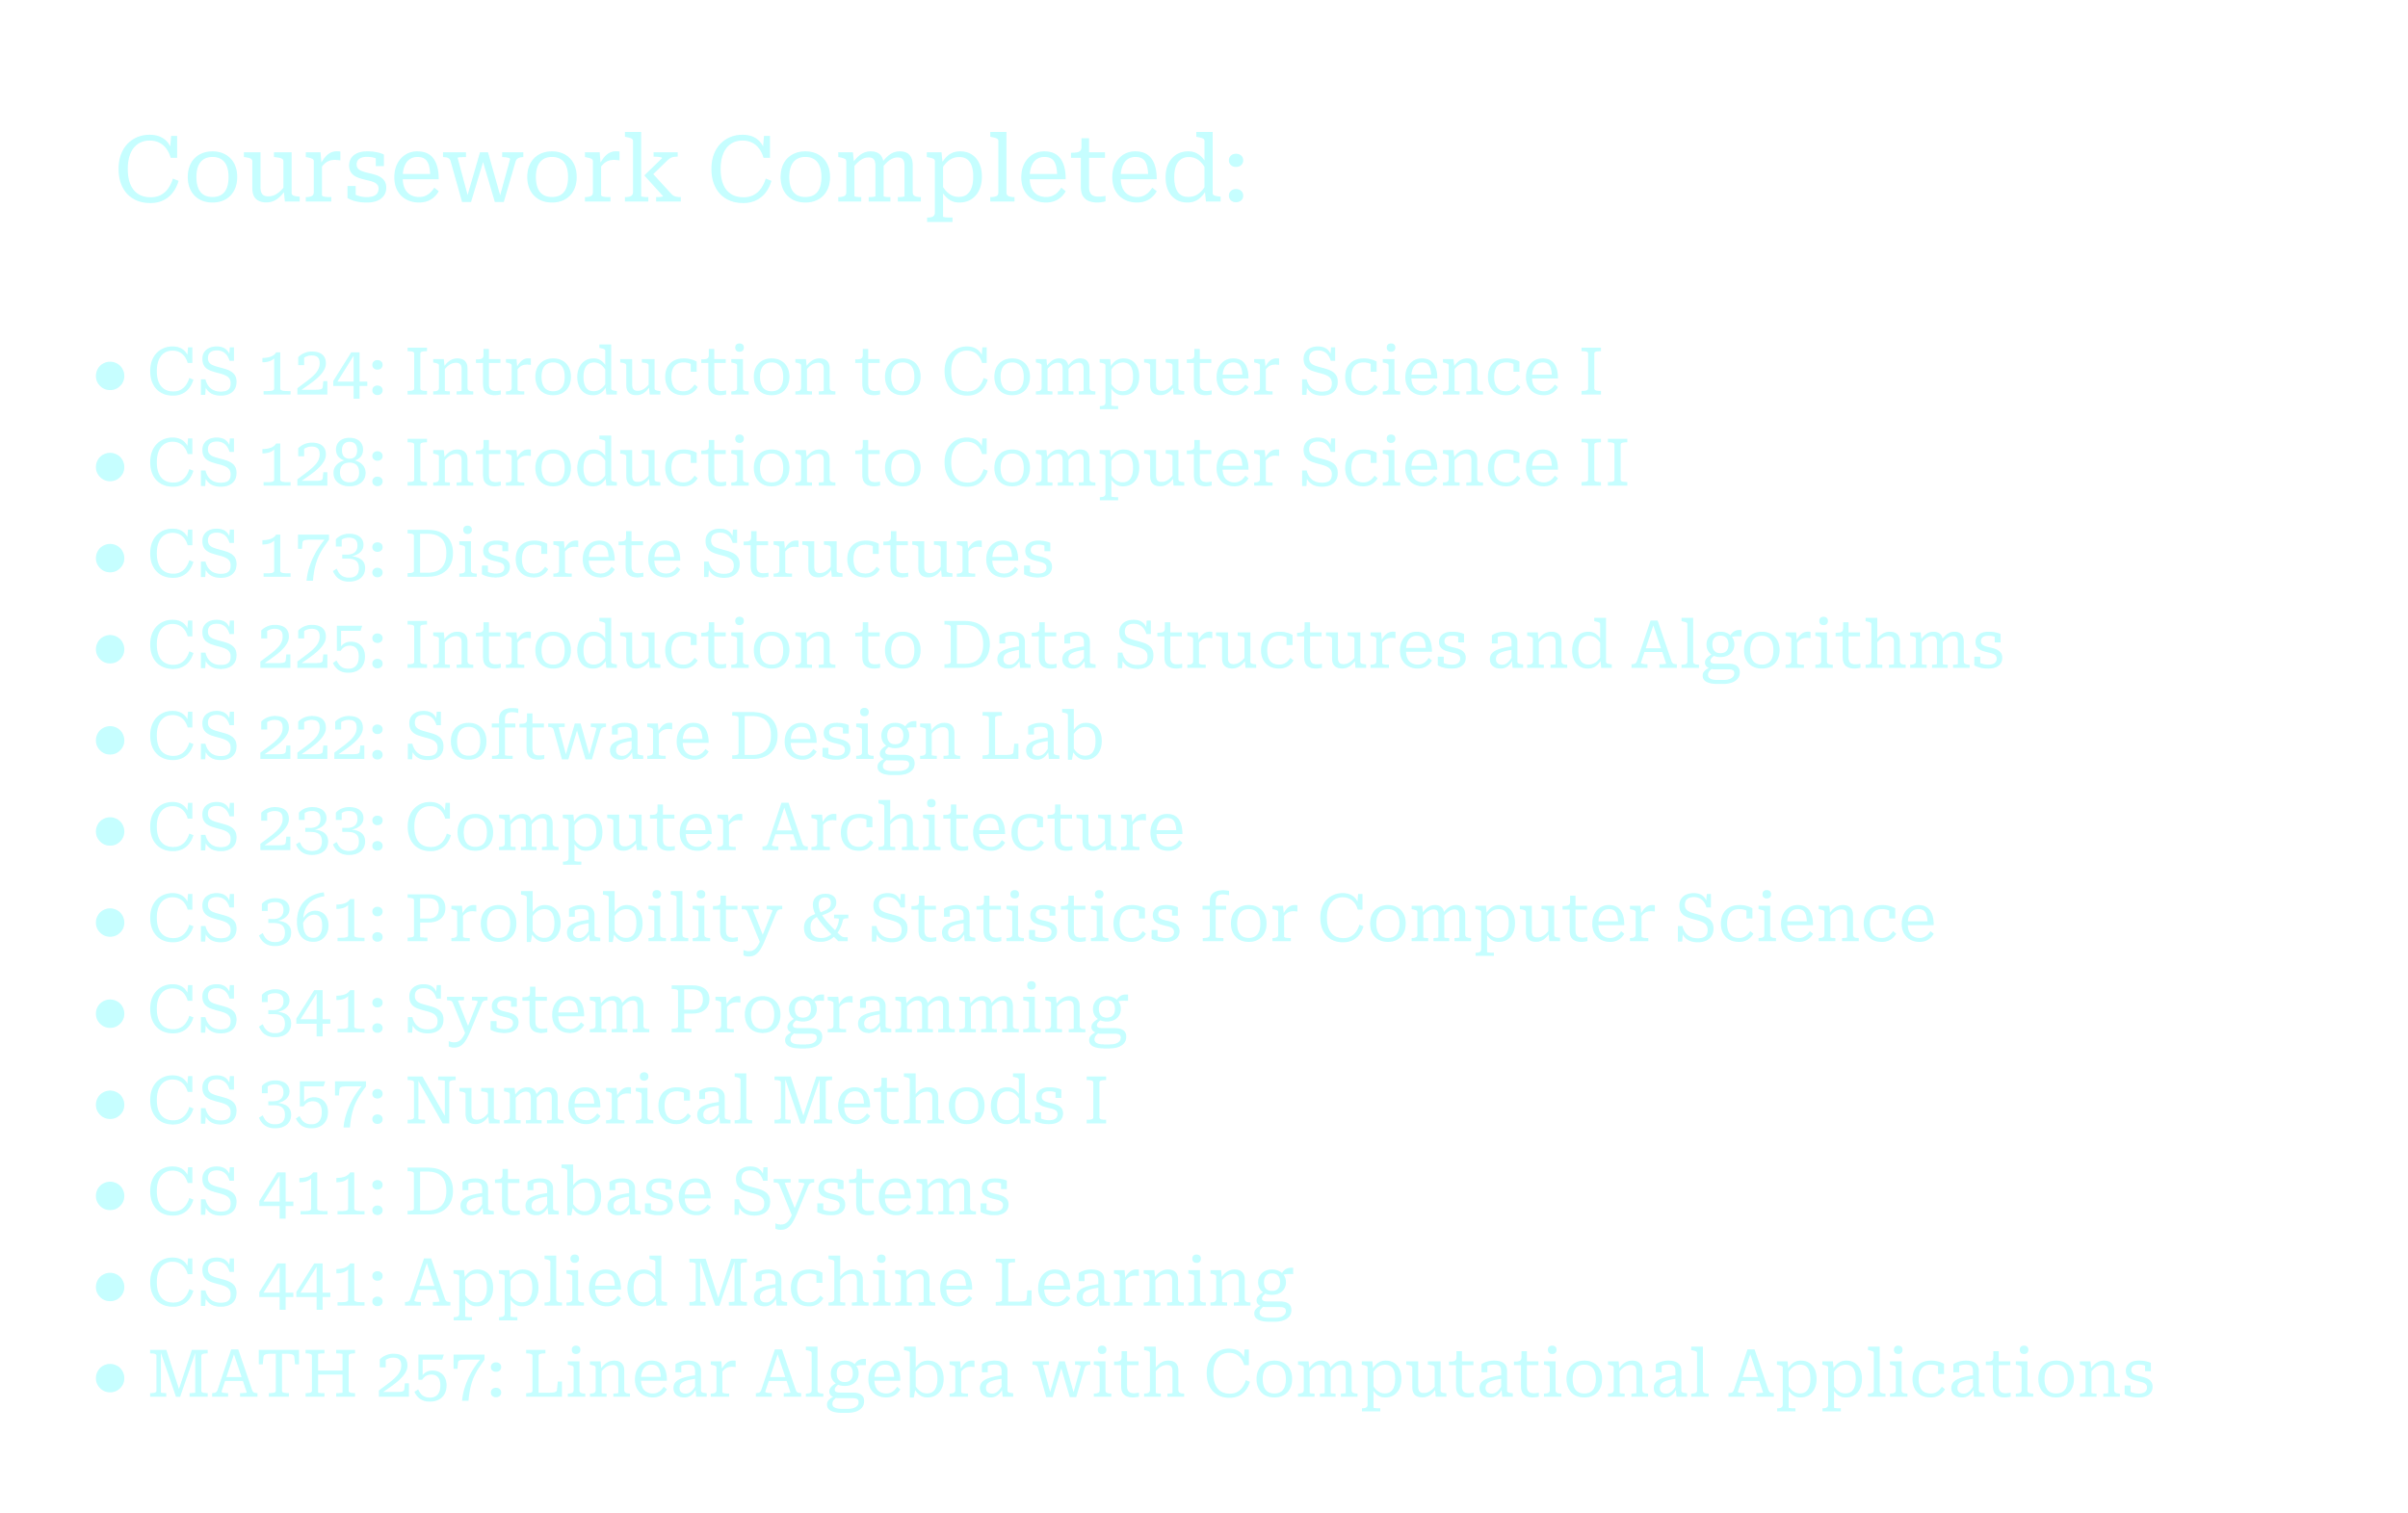 Coursework Completed:
• CS 124: Introduction to Computer Science I
• CS 128: Introduction to Computer Science II
• CS 173: Discrete Structures
• CS 225: Introduction to Data Structures and Algorithms
• CS 222: Software Design Lab
• CS 233: Computer Architecture
• CS 361: Probability & Statistics for Computer Science
• CS 341: System Programming
• CS 357: Numerical Methods I
• CS 411: Database Systems
• CS 441: Applied Machine Learning
• MATH 257: Linear Algebra with Computational Applications